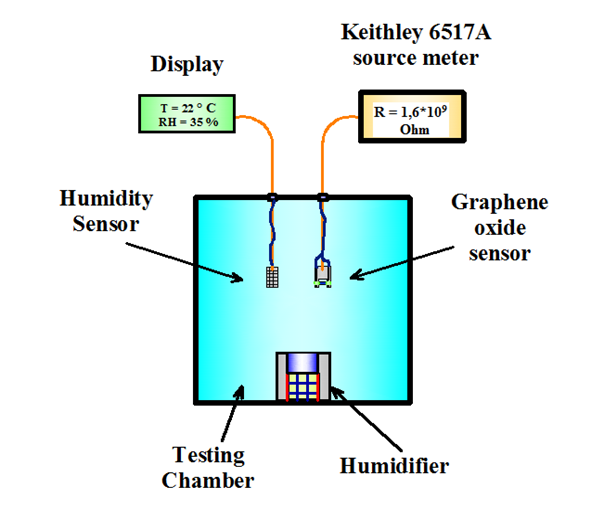 Keithley 6517A
source meter
Display
T = 22 ° C
RH = 35 %
R = 1,6*10⁹
Ohm
Humidity
Sensor
Graphene
oxide
sensor
Testing
Chamber
Humidifier